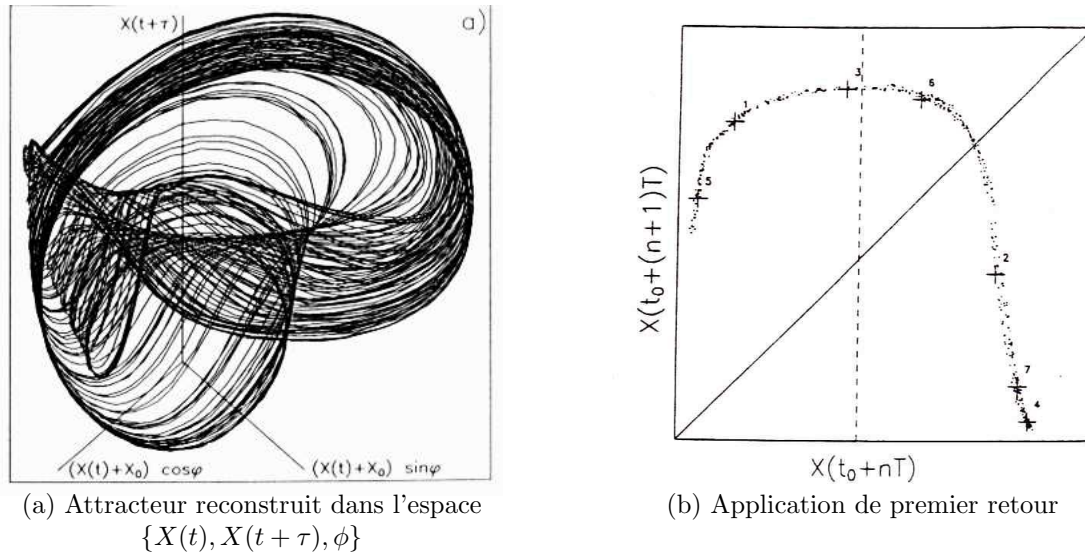 X(t+τ)
a)
(X(t)+X₀) cosφ
(X(t)+X₀) sinφ
(a) Attracteur reconstruit dans l'espace
{X(t), X(t + τ), ϕ}
X(t₀+(n+1)T)
5
1
3
6
2
7
4
X(t₀+nT)
(b) Application de premier retour